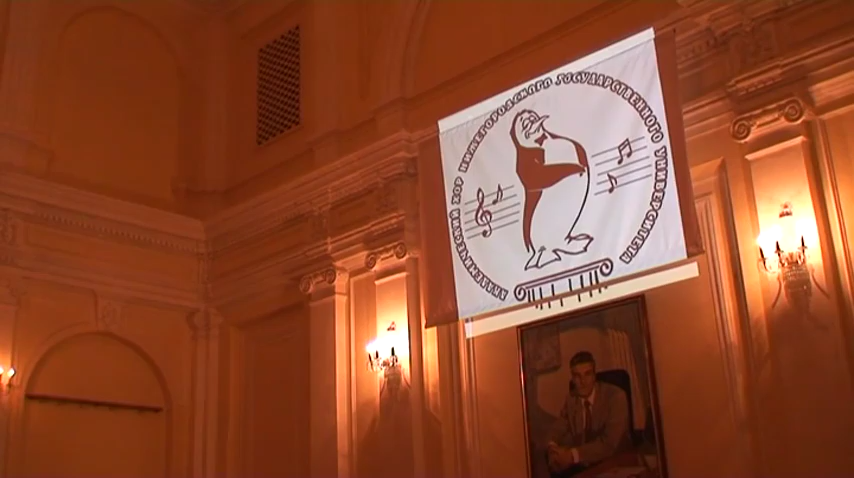 АКАДЕМИЧЕСКИЙ ХОР НИЖЕГОРОДСКОГО ГОСУДАРСТВЕННОГО УНИВЕРСИТЕТА